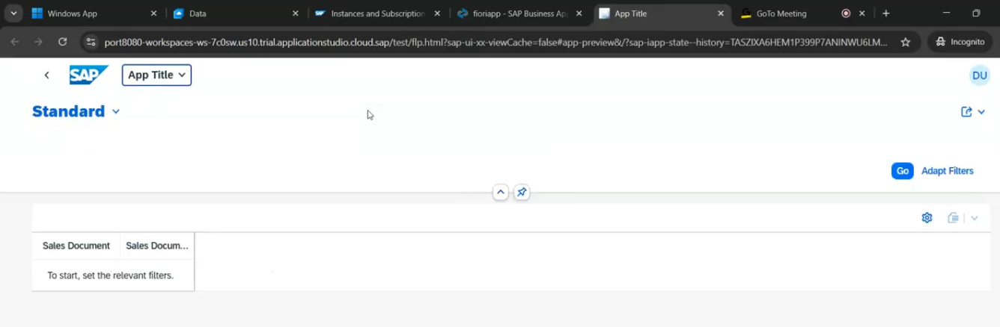 Windows App
Data
Instances and Subscription
fioriapp - SAP Business Ap
App Title
GoTo Meeting
port8080-workspaces-ws-7c0sw.us10.trial.applicationstudio.cloud.sap/test/flp.html?sap-ui-xx-viewCache=false#app-preview&/?sap-iapp-state--history=TASZIXA6HEM1P399P7ANINWU6LM...
Incognito
SAP
App Title
DU
Standard
Go
Adapt Filters
Sales Document
Sales Docum...
To start, set the relevant filters.